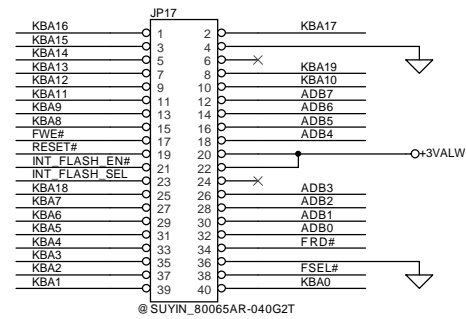 JP17
KBA16 1 2 KBA17
KBA15 3 4
KBA14 5 6
KBA13 7 8 KBA19
KBA12 9 10 KBA10
KBA11 11 12 ADB7
KBA9 13 14 ADB6
KBA8 15 16 ADB5
FWE# 17 18 ADB4
RESET# 19 20 +3VALW
INT_FLASH_EN# 21 22
INT_FLASH_SEL 23 24
KBA18 25 26 ADB3
KBA7 27 28 ADB2
KBA6 29 30 ADB1
KBA5 31 32 ADB0
KBA4 33 34 FRD#
KBA3 35 36
KBA2 37 38 FSEL#
KBA1 39 40 KBA0
@SUYIN_80065AR-040G2T